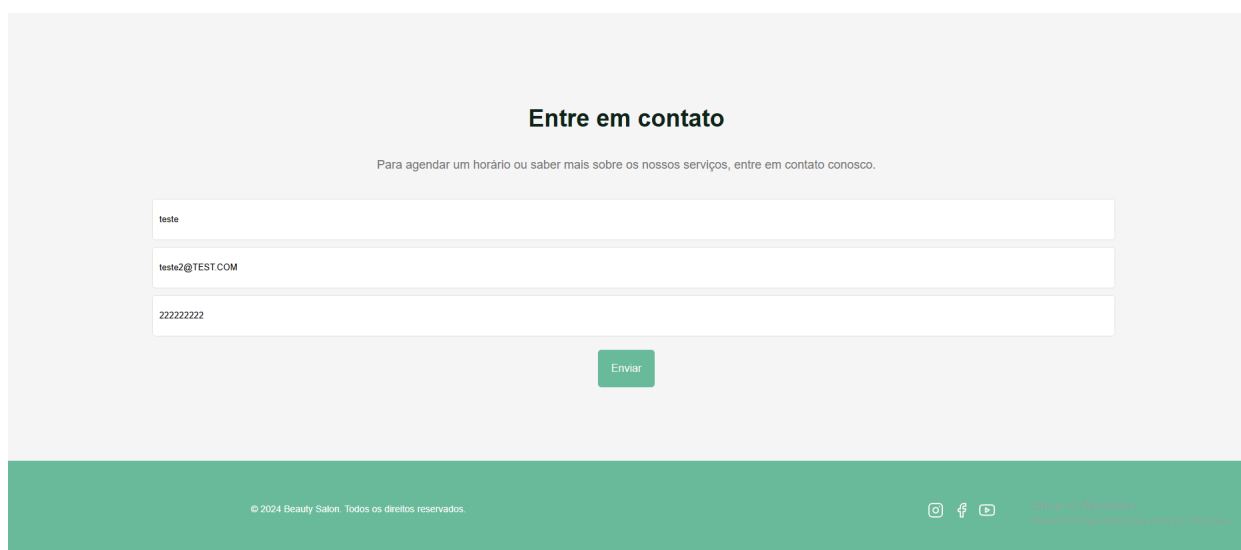 Entre em contato
Para agendar um horário ou saber mais sobre os nossos serviços, entre em contato conosco.
teste
teste2@TEST.COM
222222222
Enviar
© 2024 Beauty Salon. Todos os direitos reservados.